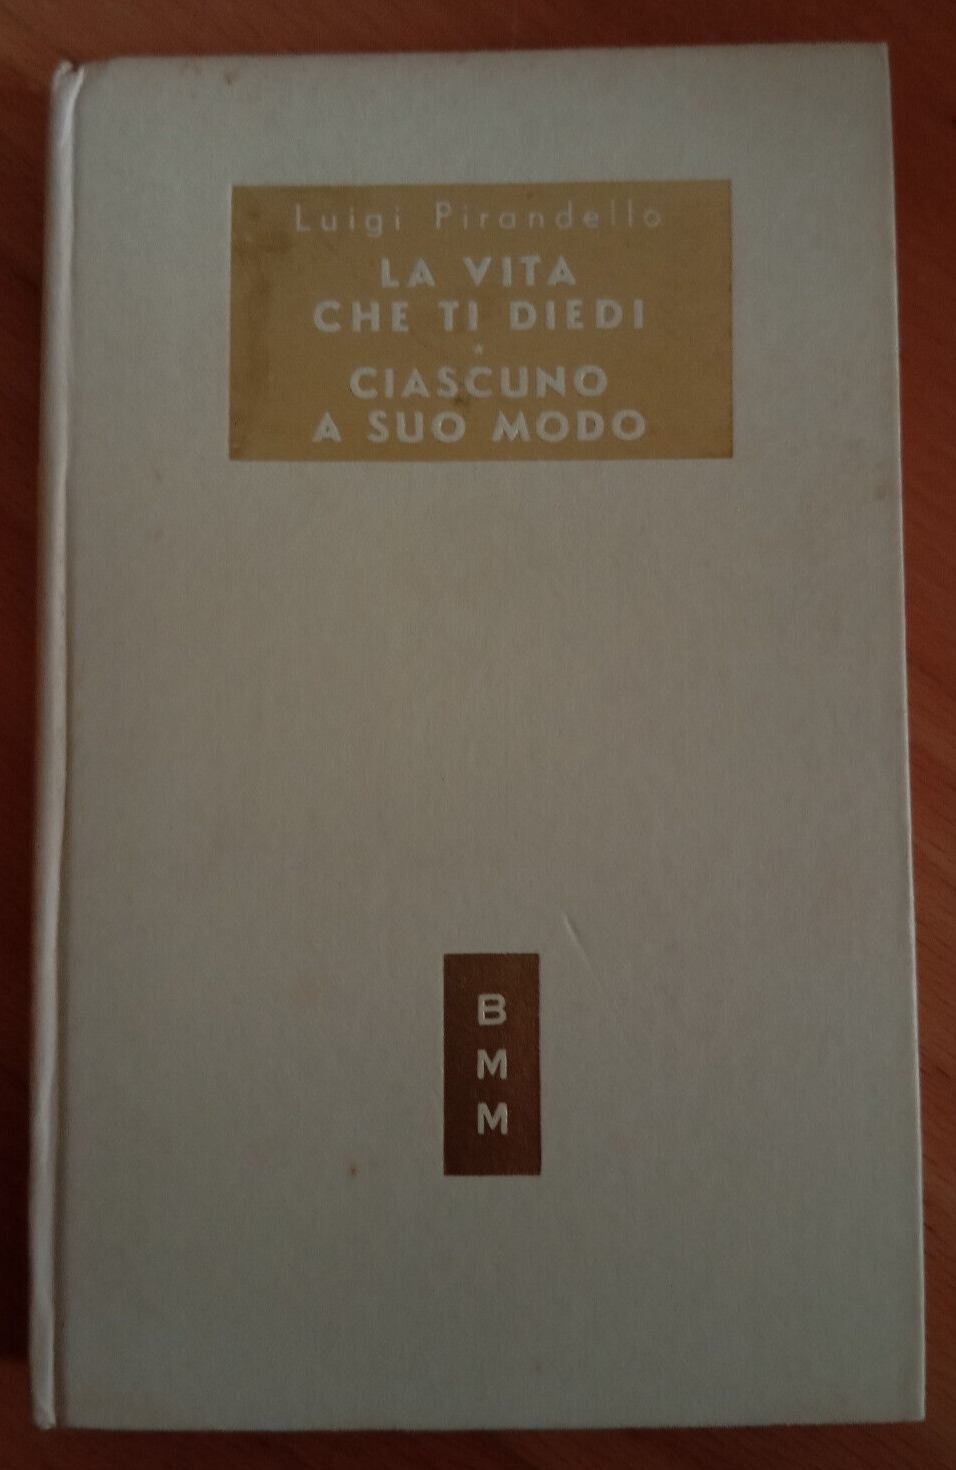 Luigi Pirandello
LA VITA
CHE TI DIEDI
*
CIASCUNO
A SUO MODO
B
M
M